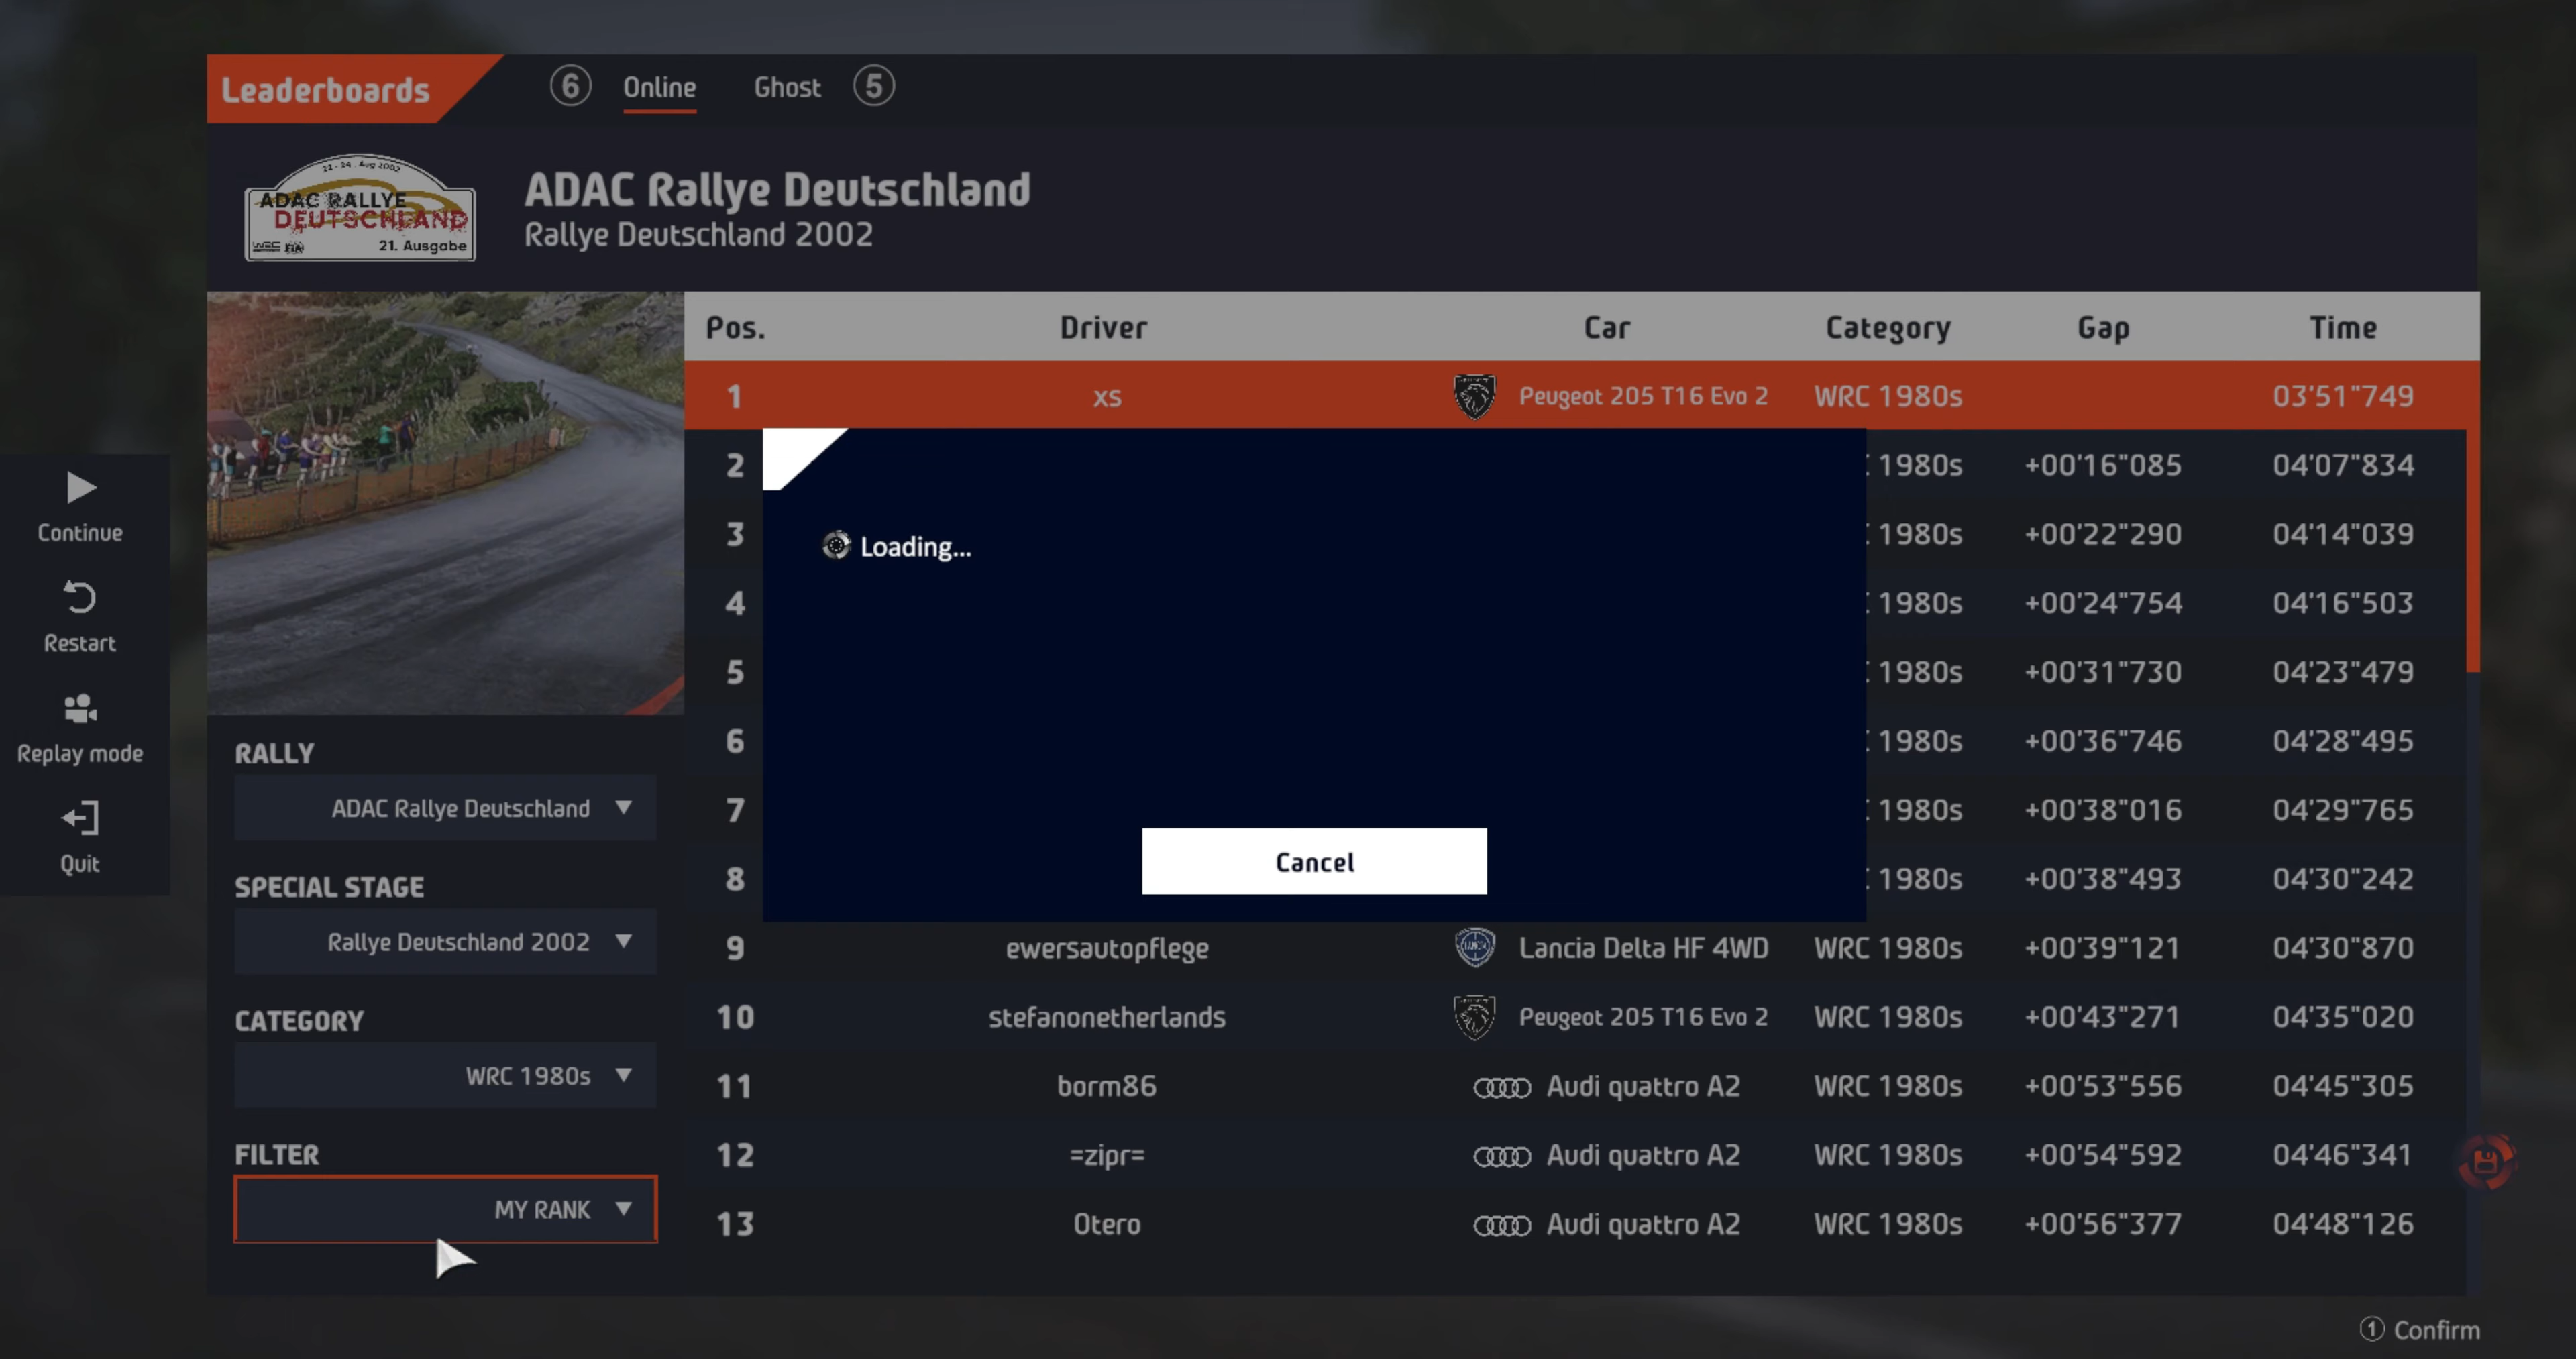 Leaderboards
6 Online Ghost 5
22 - 24 . Aug 2002
ADAC RALLYE
DEUTSCHLAND
21. Ausgabe
ADAC Rallye Deutschland
Rallye Deutschland 2002
Continue
Restart
Replay mode
Quit
RALLY
ADAC Rallye Deutschland
SPECIAL STAGE
Rallye Deutschland 2002
CATEGORY
WRC 1980s
FILTER
MY RANK
Pos. Driver Car Category Gap Time
1 xs Peugeot 205 T16 Evo 2 WRC 1980s 03'51"749
2 1980s +00'16"085 04'07"834
3 1980s +00'22"290 04'14"039
4 1980s +00'24"754 04'16"503
5 1980s +00'31"730 04'23"479
6 1980s +00'36"746 04'28"495
7 1980s +00'38"016 04'29"765
8 1980s +00'38"493 04'30"242
9 ewersautopflege Lancia Delta HF 4WD WRC 1980s +00'39"121 04'30"870
10 stefanonetherlands Peugeot 205 T16 Evo 2 WRC 1980s +00'43"271 04'35"020
11 borm86 Audi quattro A2 WRC 1980s +00'53"556 04'45"305
12 =zipr= Audi quattro A2 WRC 1980s +00'54"592 04'46"341
13 Otero Audi quattro A2 WRC 1980s +00'56"377 04'48"126
Loading...
Cancel
1 Confirm